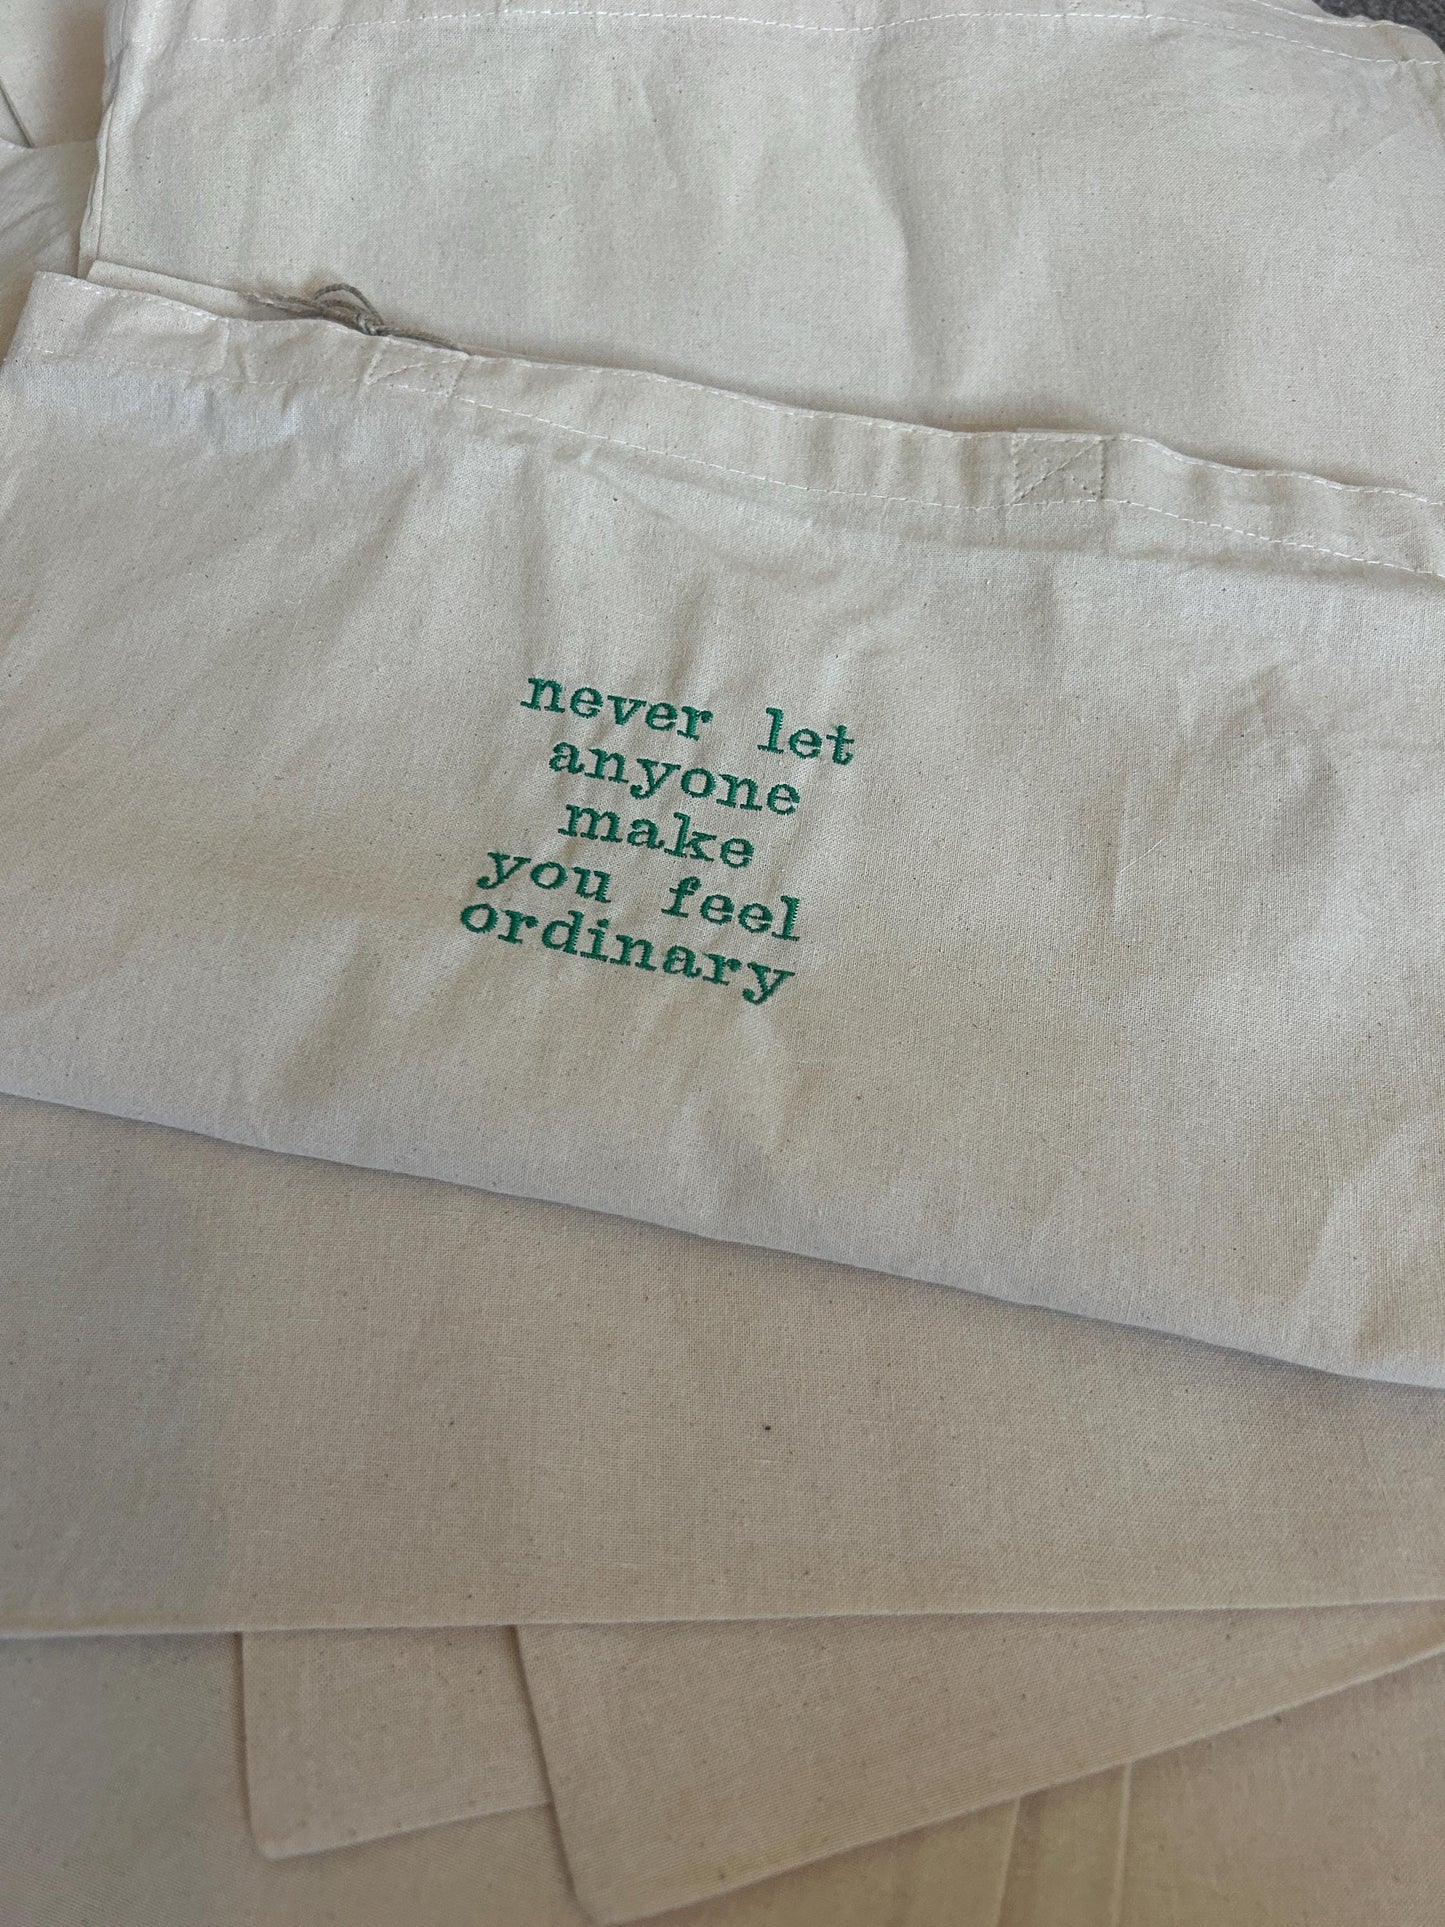 never let
anyone
make
you feel
ordinary